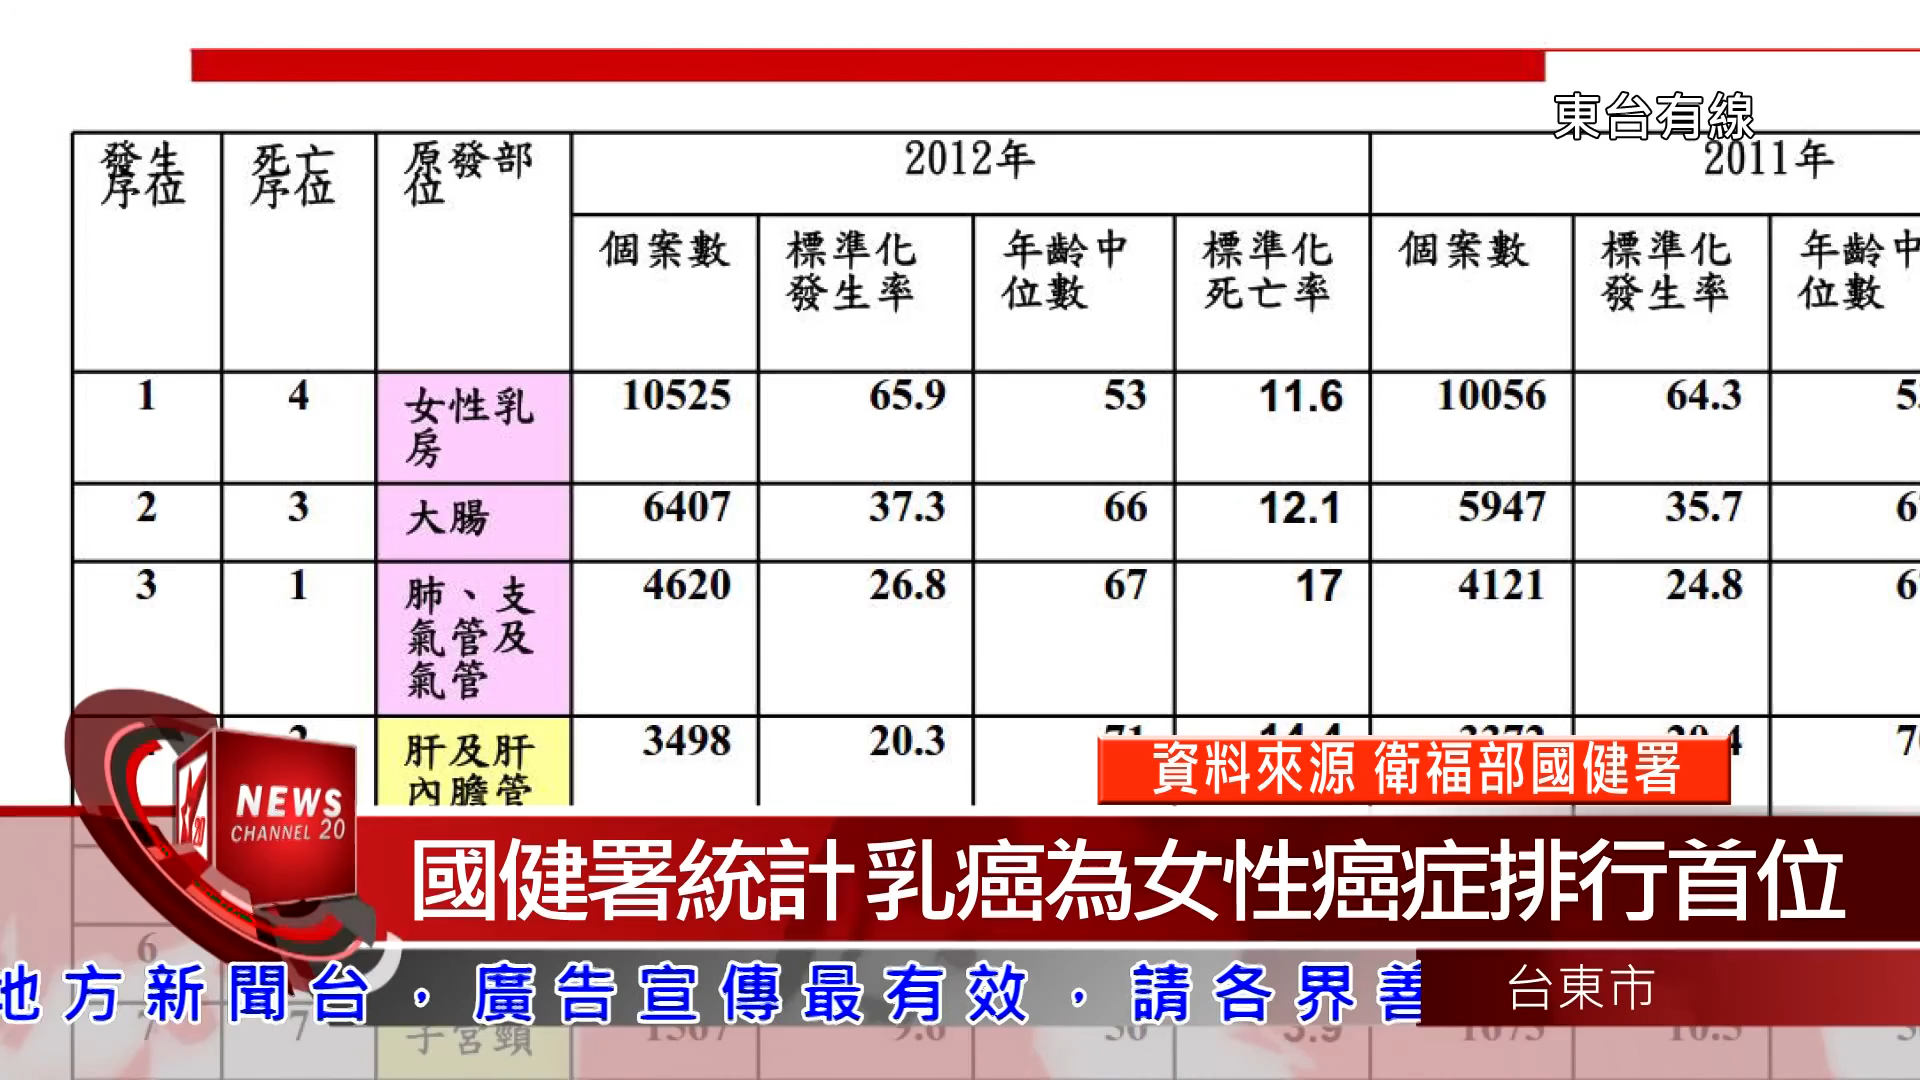 東台有線
發生序位 死亡序位 原發部位 2012年 2011年
個案數 標準化發生率 年齡中位數 標準化死亡率 個案數 標準化發生率 年齡中位數
1 4 女性乳房 10525 65.9 53 11.6 10056 64.3
2 3 大腸 6407 37.3 66 12.1 5947 35.7
3 1 肺、支氣管及氣管 4620 26.8 67 17 4121 24.8
肝及肝內膽管 3498 20.3
資料來源 衛福部國健署
NEWS
CHANNEL 20
20
國健署統計 乳癌為女性癌症排行首位
6
地方新聞台，廣告宣傳最有效，請各界善
台東市
7 7 子宮頸